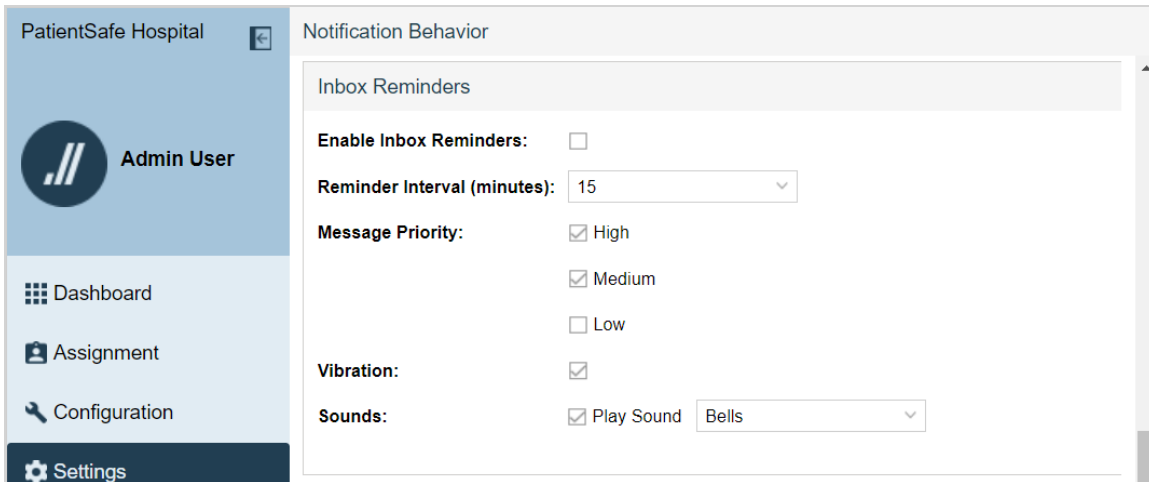 PatientSafe Hospital
Admin User
Dashboard
Assignment
Configuration
Settings
Notification Behavior
Inbox Reminders
Enable Inbox Reminders:
Reminder Interval (minutes): 15
Message Priority: High
Medium
Low
Vibration:
Sounds: Play Sound Bells